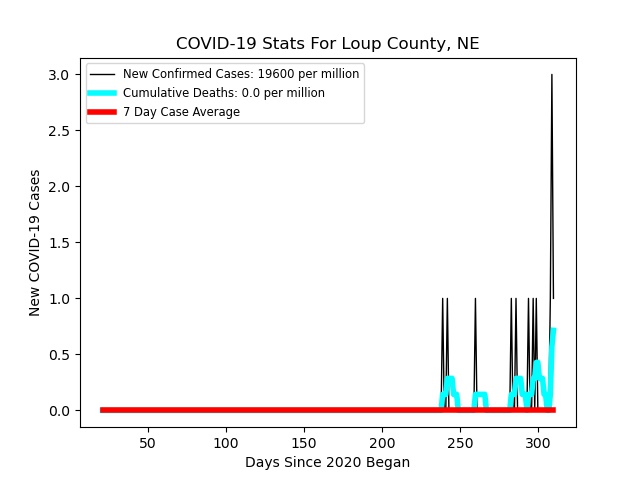 COVID-19 Stats For Loup County, NE
New Confirmed Cases: 19600 per million
Cumulative Deaths: 0.0 per million
7 Day Case Average
New COVID-19 Cases
3.0
2.5
2.0
1.5
1.0
0.5
0.0
50 100 150 200 250 300
Days Since 2020 Began